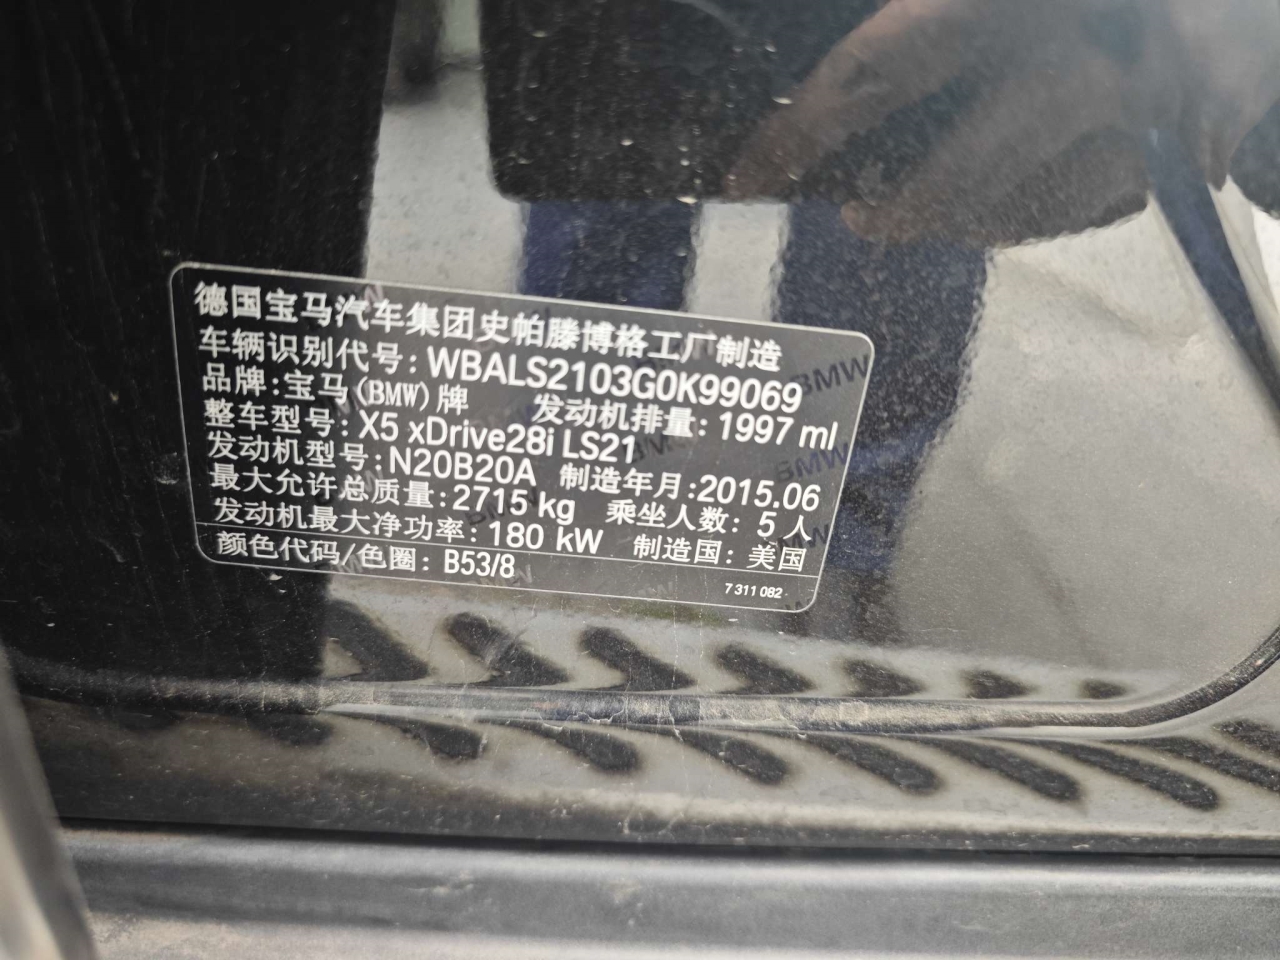 德国宝马汽车集团史帕滕博格工厂制造
车辆识别代号: WBALS2103G0K99069
品牌:宝马(BMW)牌 发动机排量: 1997 ml
整车型号: X5 xDrive28i LS21
发动机型号: N20B20A 制造年月:2015.06
最大允许总质量: 2715 kg 乘坐人数: 5 人
发动机最大净功率: 180 kW 制造国: 美国
颜色代码/色圈: B53/8
7 311 082